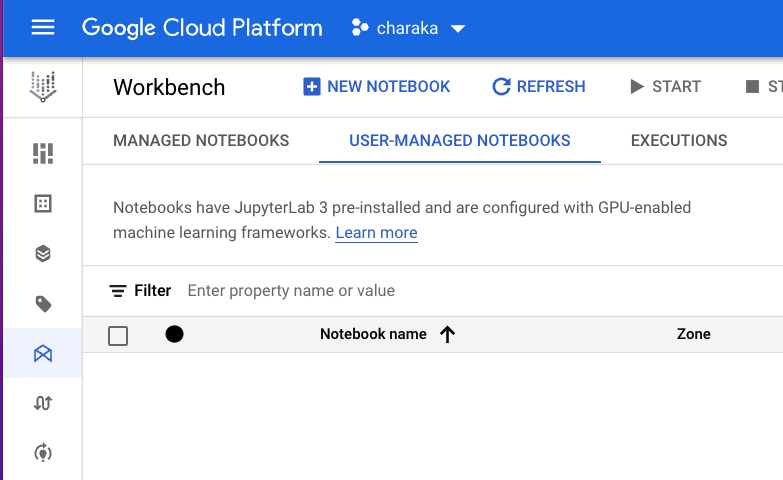 Google Cloud Platform charaka
Workbench NEW NOTEBOOK REFRESH START ST
MANAGED NOTEBOOKS USER-MANAGED NOTEBOOKS EXECUTIONS
Notebooks have JupyterLab 3 pre-installed and are configured with GPU-enabled
machine learning frameworks. Learn more
Filter Enter property name or value
Notebook name Zone